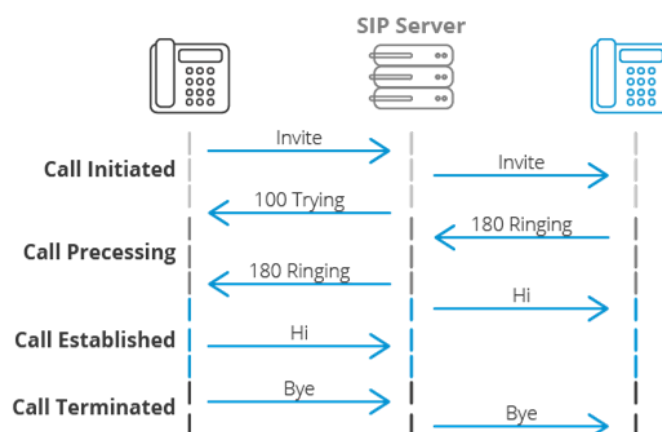 SIP Server
Invite
Invite
Call Initiated
100 Trying
180 Ringing
Call Precessing
180 Ringing
Hi
Hi
Call Established
Bye
Call Terminated
Bye